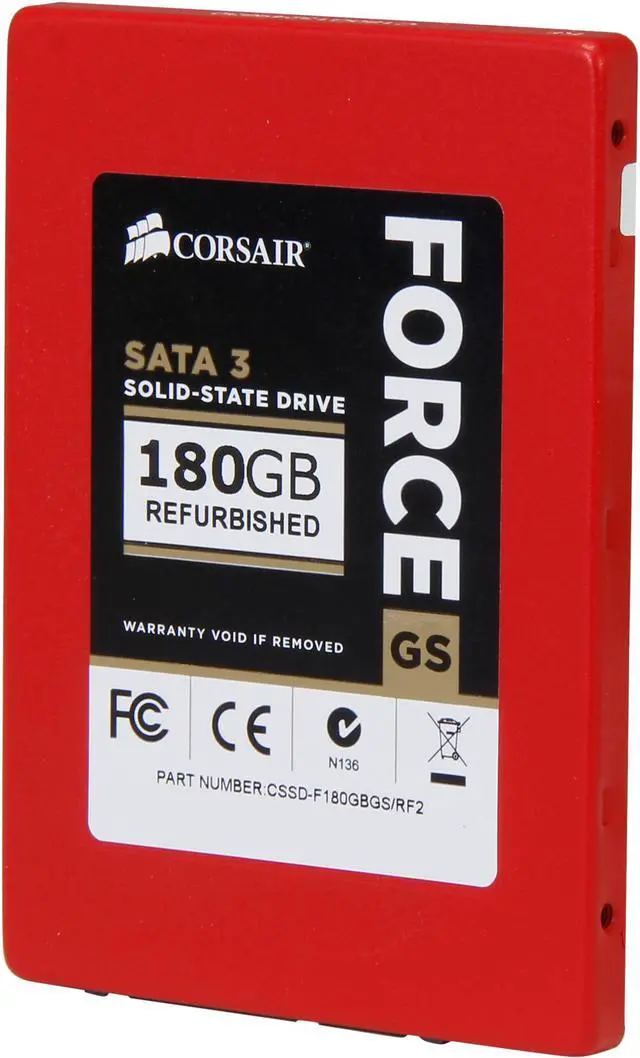 CORSAIR
SATA 3
SOLID-STATE DRIVE
180GB
REFURBISHED
WARRANTY VOID IF REMOVED
FORCE
GS
FC
CE
N136
PART NUMBER:CSSD-F180GBGS/RF2